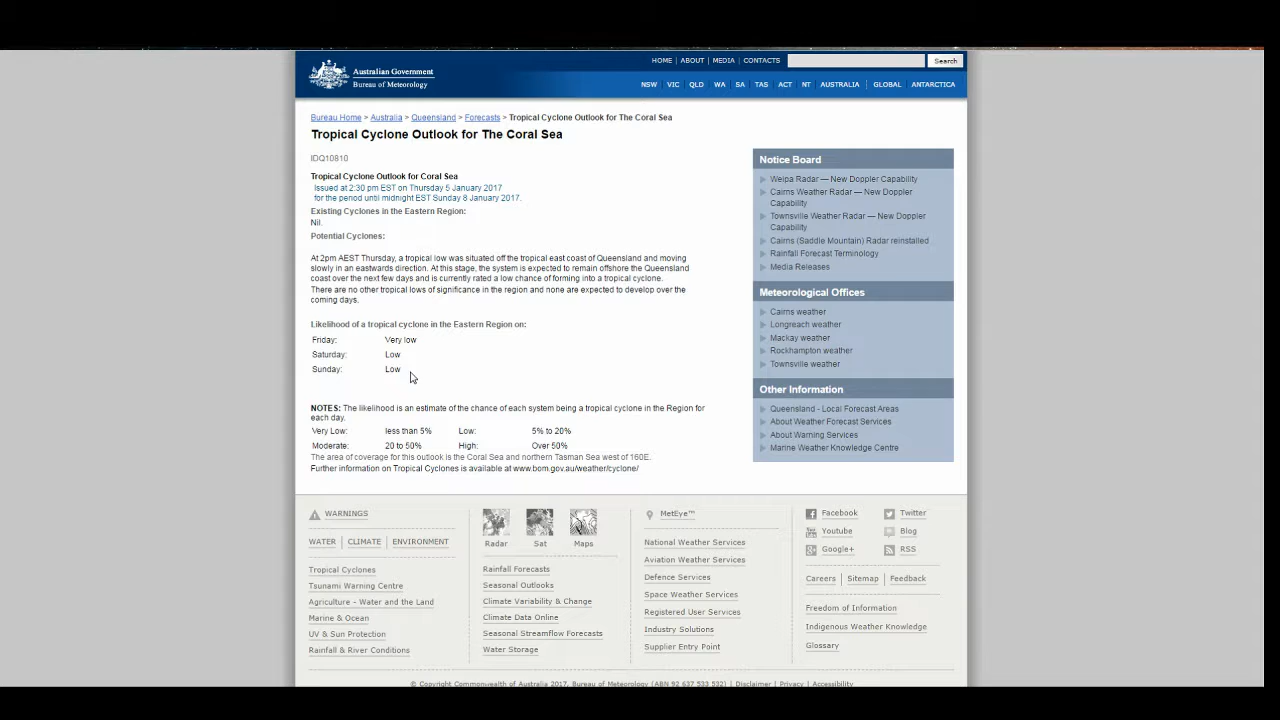 HOME | ABOUT | MEDIA | CONTACTS
Search
Australian Government
Bureau of Meteorology
NSW VIC QLD WA SA TAS ACT NT AUSTRALIA GLOBAL ANTARCTICA
Bureau Home > Australia > Queensland > Forecasts > Tropical Cyclone Outlook for The Coral Sea
Tropical Cyclone Outlook for The Coral Sea
IDQ10810
Tropical Cyclone Outlook for Coral Sea
Issued at 2:30 pm EST on Thursday 5 January 2017
for the period until midnight EST Sunday 8 January 2017.
Existing Cyclones in the Eastern Region:
Nil.
Potential Cyclones:
At 2pm AEST Thursday, a tropical low was situated off the tropical east coast of Queensland and moving
slowly in an eastwards direction. At this stage, the system is expected to remain offshore the Queensland
coast over the next few days and is currently rated a low chance of forming into a tropical cyclone.
There are no other tropical lows of significance in the region and none are expected to develop over the
coming days.
Likelihood of a tropical cyclone in the Eastern Region on:
Friday: Very low
Saturday: Low
Sunday: Low
NOTES: The likelihood is an estimate of the chance of each system being a tropical cyclone in the Region for
each day.
Very Low: less than 5% Low: 5% to 20%
Moderate: 20 to 50% High: Over 50%
The area of coverage for this outlook is the Coral Sea and northern Tasman Sea west of 160E.
Further information on Tropical Cyclones is available at www.bom.gov.au/weather/cyclone/
Notice Board
Weipa Radar — New Doppler Capability
Cairns Weather Radar — New Doppler
Capability
Townsville Weather Radar — New Doppler
Capability
Cairns (Saddle Mountain) Radar reinstalled
Rainfall Forecast Terminology
Media Releases
Meteorological Offices
Cairns weather
Longreach weather
Mackay weather
Rockhampton weather
Townsville weather
Other Information
Queensland - Local Forecast Areas
About Weather Forecast Services
About Warning Services
Marine Weather Knowledge Centre
WARNINGS
WATER | CLIMATE | ENVIRONMENT
Tropical Cyclones
Tsunami Warning Centre
Agriculture - Water and the Land
Marine & Ocean
UV & Sun Protection
Rainfall & River Conditions
Radar Sat Maps
Rainfall Forecasts
Seasonal Outlooks
Climate Variability & Change
Climate Data Online
Seasonal Streamflow Forecasts
Water Storage
MetEye™
National Weather Services
Aviation Weather Services
Defence Services
Space Weather Services
Registered User Services
Industry Solutions
Supplier Entry Point
Facebook Twitter
Youtube Blog
Google+ RSS
Careers | Sitemap | Feedback
Freedom of Information
Indigenous Weather Knowledge
Glossary
© Copyright Commonwealth of Australia 2017, Bureau of Meteorology (ABN 92 637 533 532) | Disclaimer | Privacy | Accessibility